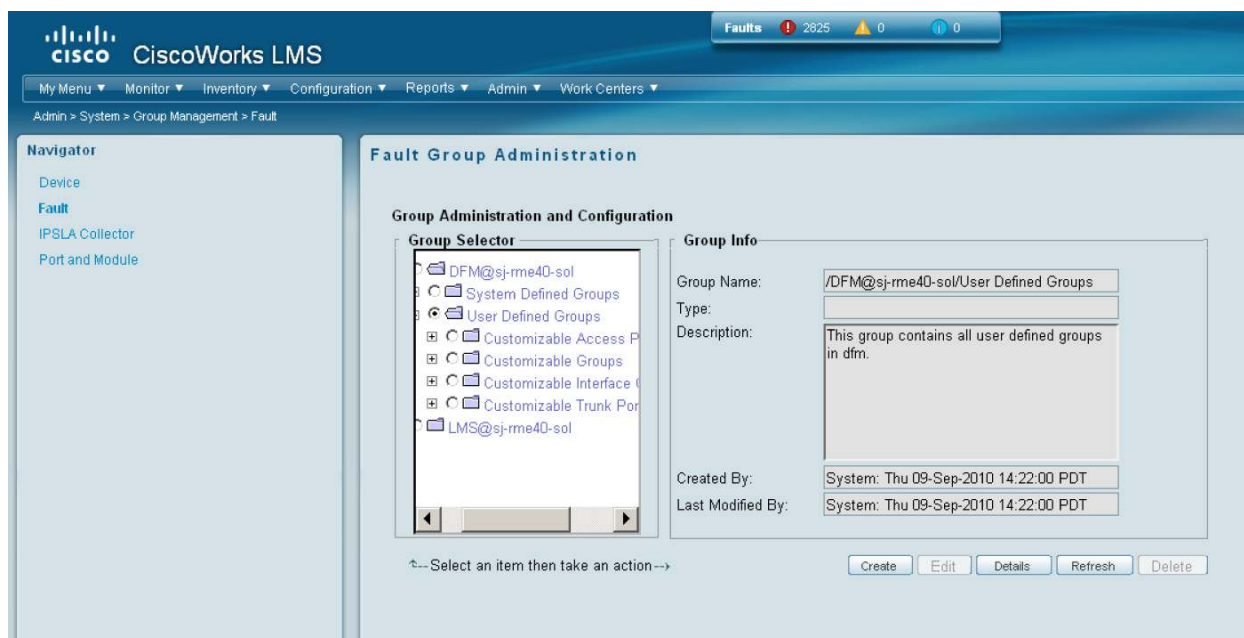 Faults 2825 0 0
CISCO CiscoWorks LMS
My Menu Monitor Inventory Configuration Reports Admin Work Centers
Admin > System > Group Management > Fault
Navigator
Device
Fault
IPSLA Collector
Port and Module
Fault Group Administration
Group Administration and Configuration
Group Selector
DFM@sj-rme40-sol
System Defined Groups
User Defined Groups
Customizable Access P
Customizable Groups
Customizable Interface
Customizable Trunk Por
LMS@sj-rme40-sol
Group Info
Group Name: /DFM@sj-rme40-sol/User Defined Groups
Type:
Description: This group contains all user defined groups
in dfm.
Created By: System: Thu 09-Sep-2010 14:22:00 PDT
Last Modified By: System: Thu 09-Sep-2010 14:22:00 PDT
Select an item then take an action
Create Edit Details Refresh Delete